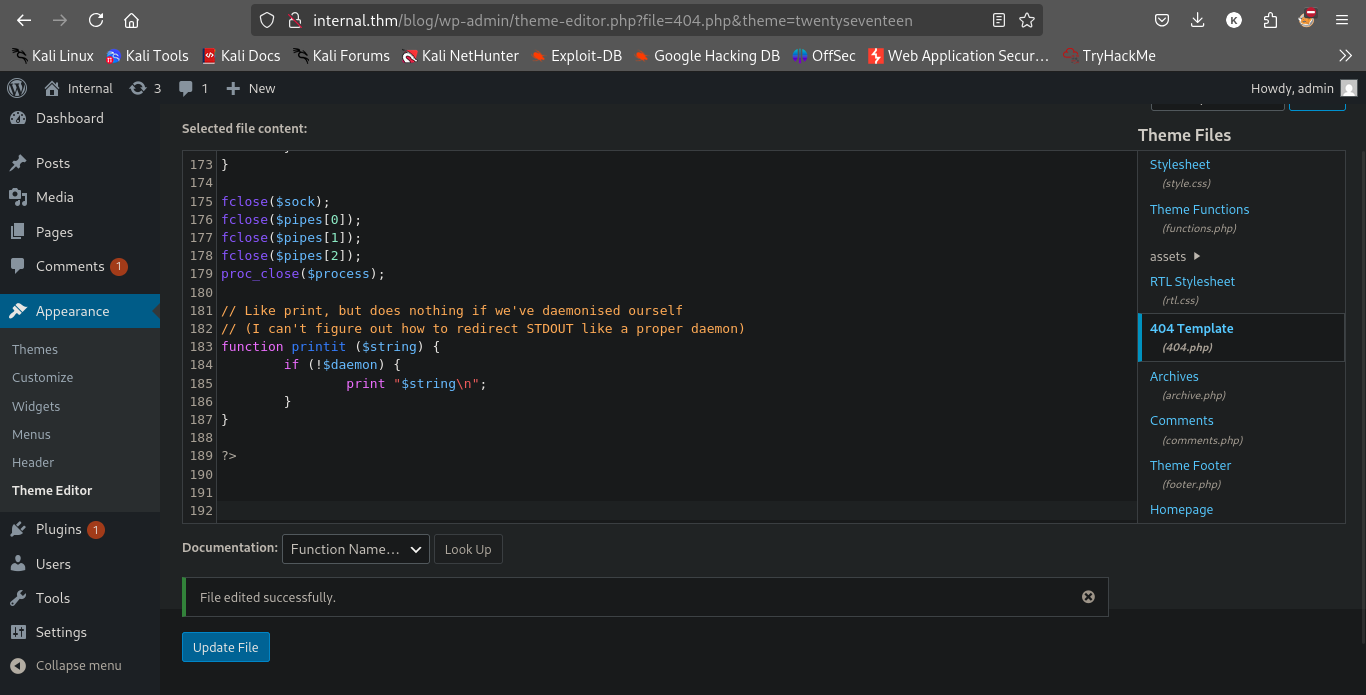 internal.thm/blog/wp-admin/theme-editor.php?file=404.php&theme=twentyseventeen
Kali Linux Kali Tools Kali Docs Kali Forums Kali NetHunter Exploit-DB Google Hacking DB OffSec Web Application Secur… TryHackMe
Internal 3 1 New Howdy, admin
Dashboard
Posts
Media
Pages
Comments 1
Appearance
Themes
Customize
Widgets
Menus
Header
Theme Editor
Plugins 1
Users
Tools
Settings
Collapse menu
Selected file content:
173 }
174
175 fclose($sock);
176 fclose($pipes[0]);
177 fclose($pipes[1]);
178 fclose($pipes[2]);
179 proc_close($process);
180
181 // Like print, but does nothing if we've daemonised ourself
182 // (I can't figure out how to redirect STDOUT like a proper daemon)
183 function printit ($string) {
184         if (!$daemon) {
185                 print "$string\n";
186         }
187 }
188
189 ?>
190
191
192
Documentation: Function Name... Look Up
File edited successfully.
Update File
Theme Files
Stylesheet
(style.css)
Theme Functions
(functions.php)
assets
RTL Stylesheet
(rtl.css)
404 Template
(404.php)
Archives
(archive.php)
Comments
(comments.php)
Theme Footer
(footer.php)
Homepage